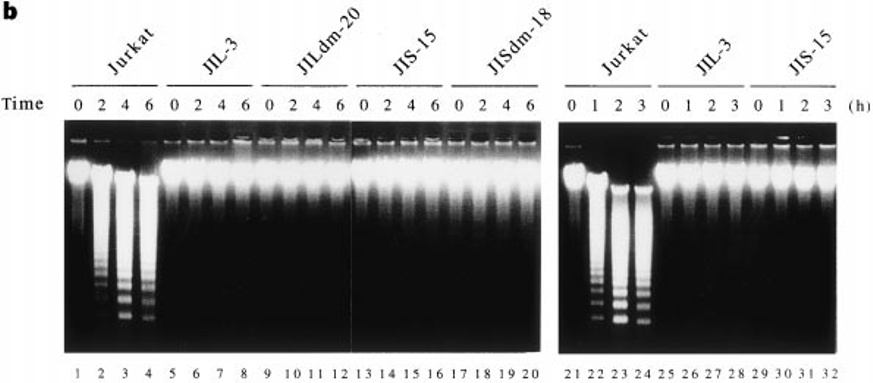 b
Jurkat JIL-3 JILdm-20 JIS-15 JISdm-18 Jurkat JIL-3 JIS-15
Time 0 2 4 6 0 2 4 6 0 2 4 6 0 2 4 6 0 2 4 6 0 1 2 3 0 1 2 3 0 1 2 3 (h)
1 2 3 4 5 6 7 8 9 10 11 12 13 14 15 16 17 18 19 20 21 22 23 24 25 26 27 28 29 30 31 32